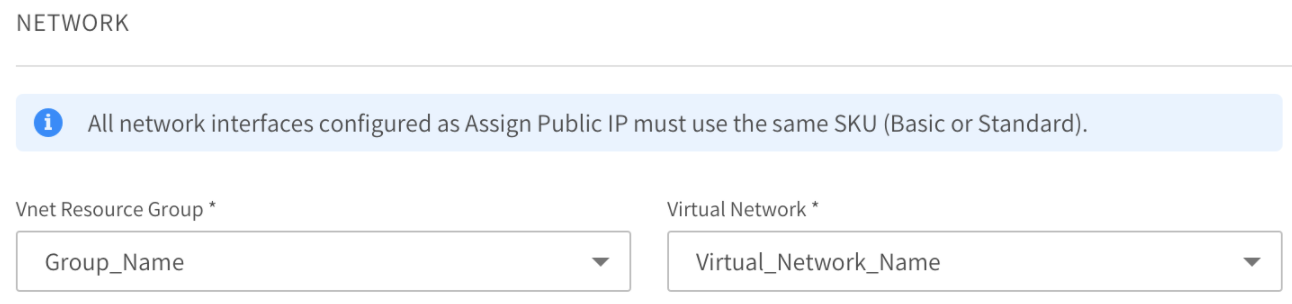 NETWORK
All network interfaces configured as Assign Public IP must use the same SKU (Basic or Standard).
Vnet Resource Group *
Virtual Network *
Group_Name
Virtual_Network_Name